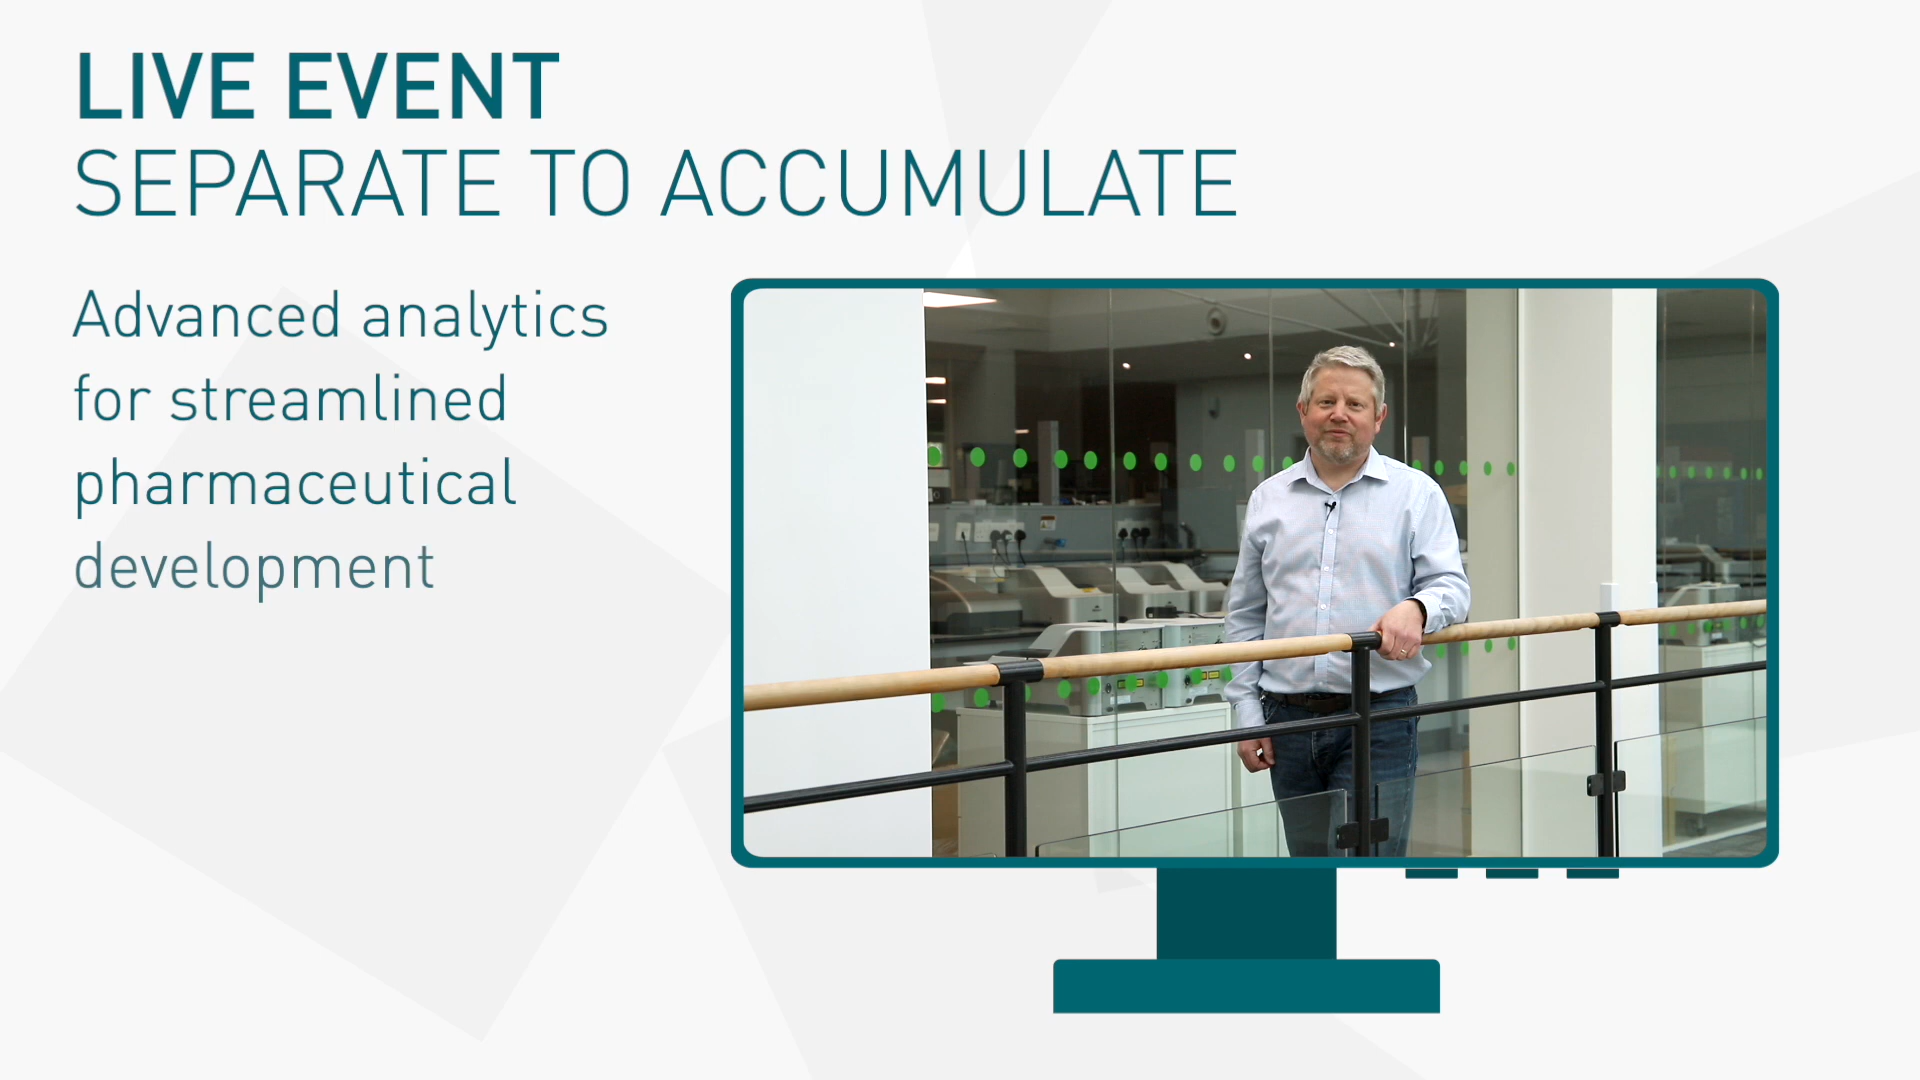 LIVE EVENT
SEPARATE TO ACCUMULATE
Advanced analytics
for streamlined
pharmaceutical
development